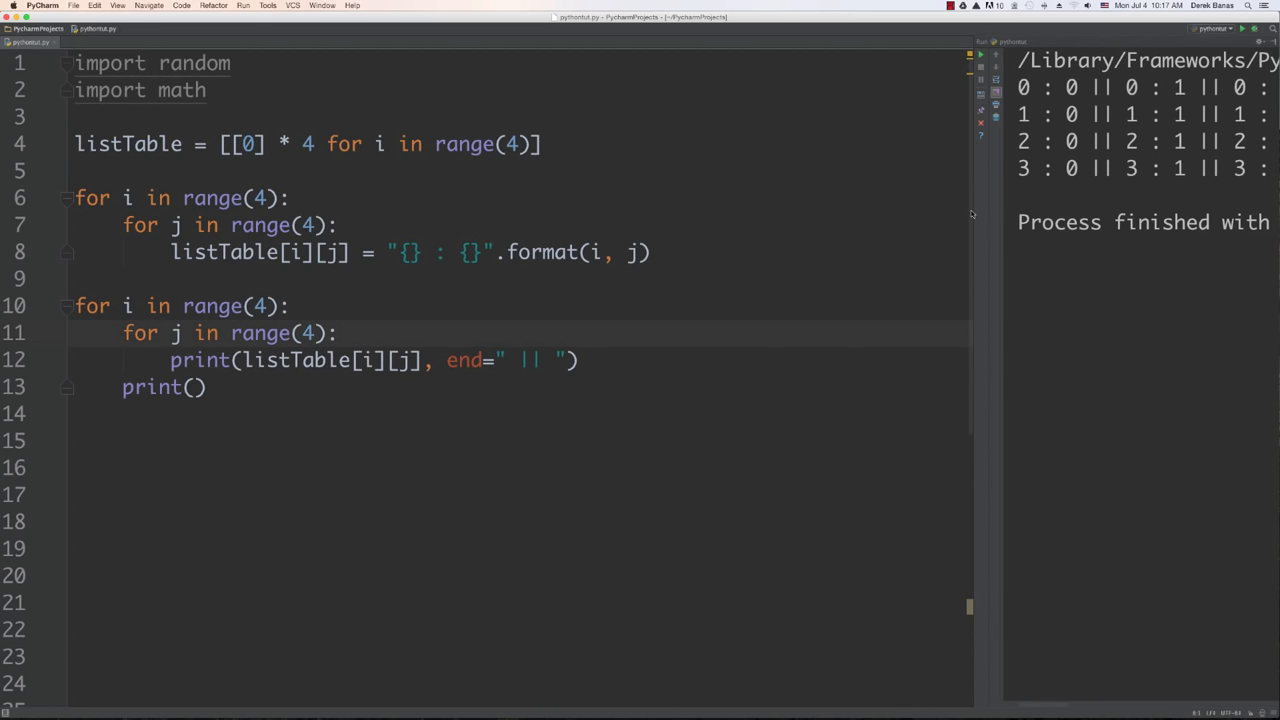 PyCharm File Edit View Navigate Code Refactor Run Tools VCS Window Help 10 Mon Jul 4 10:17 AM Derek Banas
pythontut.py - PycharmProjects - [~/PycharmProjects]
PycharmProjects pythontut.py pythontut
pythontut.py
Run pythontut
1 import random
2 import math
3
4 listTable = [[0] * 4 for i in range(4)]
5
6 for i in range(4):
7 for j in range(4):
8 listTable[i][j] = "{} : {}".format(i, j)
9
10 for i in range(4):
11 for j in range(4):
12 print(listTable[i][j], end=" || ")
13 print()
14
15
16
17
18
19
20
21
22
23
24
/Library/Frameworks/Py
0 : 0 || 0 : 1 || 0 :
1 : 0 || 1 : 1 || 1 :
2 : 0 || 2 : 1 || 2 :
3 : 0 || 3 : 1 || 3 :
Process finished with